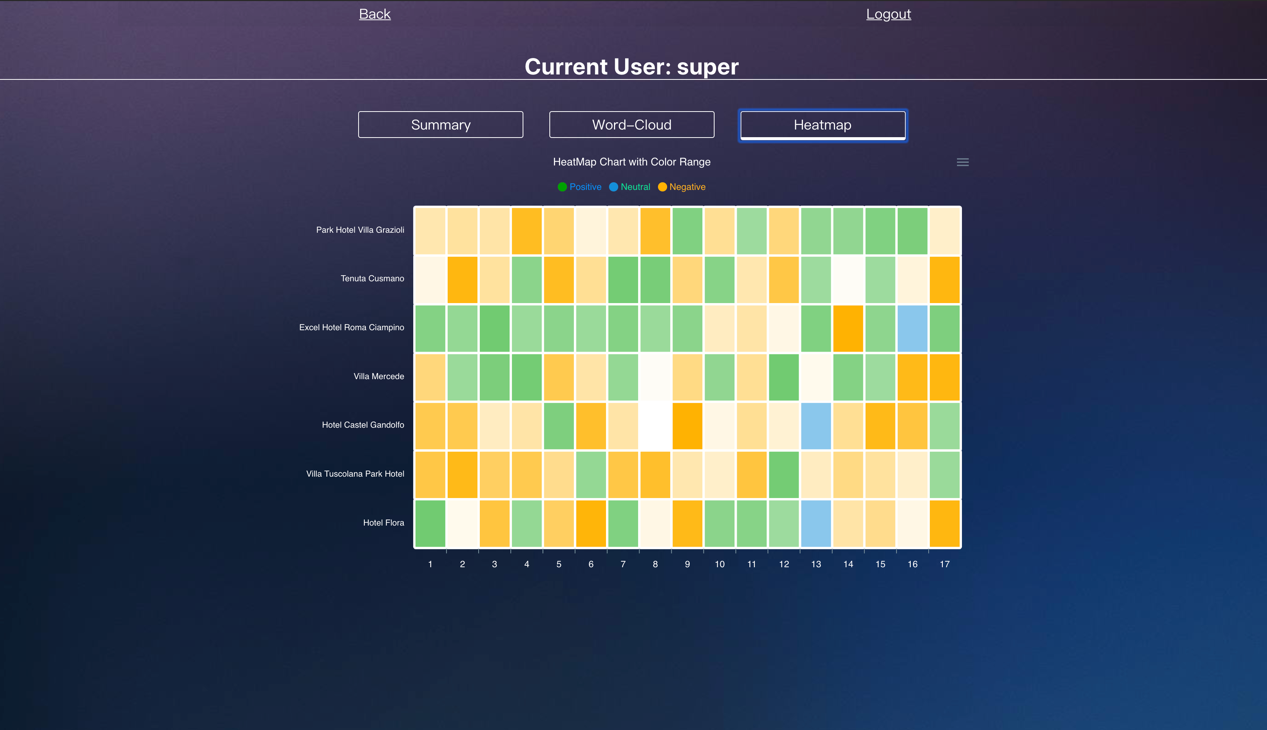 Back Logout
Current User: super
Summary Word-Cloud Heatmap
HeatMap Chart with Color Range
Positive Neutral Negative
Park Hotel Villa Grazioli
Tenuta Cusmano
Excel Hotel Roma Ciampino
Villa Mercede
Hotel Castel Gandolfo
Villa Tuscolana Park Hotel
Hotel Flora
1 2 3 4 5 6 7 8 9 10 11 12 13 14 15 16 17